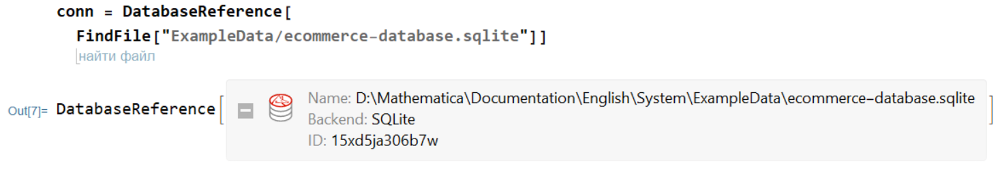 conn = DatabaseReference[
FindFile["ExampleData/ecommerce-database.sqlite"]]
найти файл
Out[7]= DatabaseReference[
Name: D:\Mathematica\Documentation\English\System\ExampleData\ecommerce-database.sqlite
Backend: SQLite
ID: 15xd5ja306b7w
]